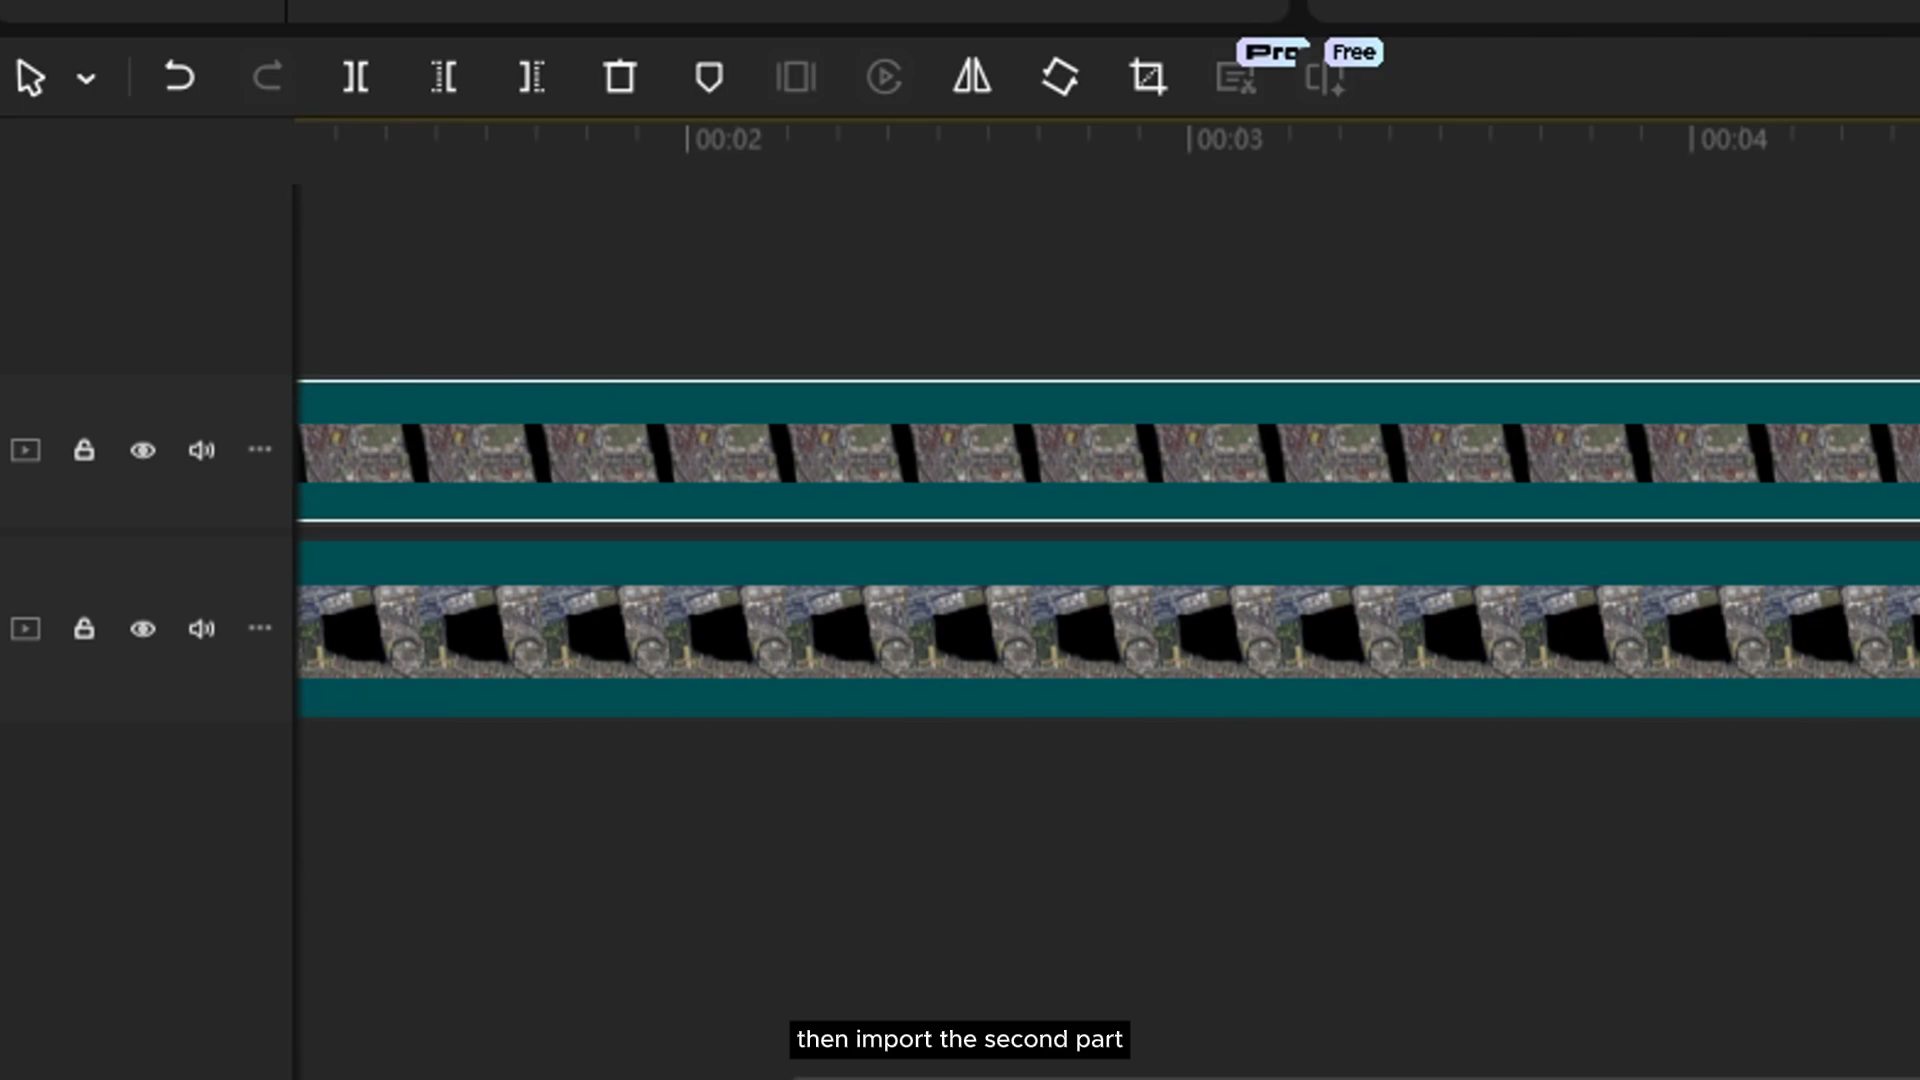 Pro
Free
00:02
00:03
00:04
then import the second part